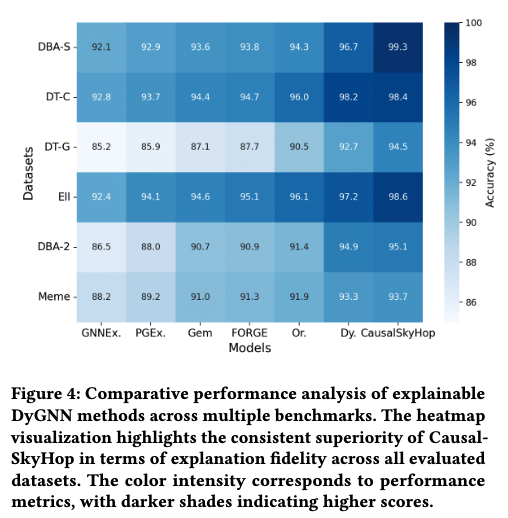 100
DBA-S 92.1 92.9 93.6 93.8 94.3 96.7 99.3
98
DT-C 92.8 93.7 94.4 94.7 96.0 98.2 98.4
96
DT-G 85.2 85.9 87.1 87.7 90.5 92.7 94.5
94
Datasets
Accuracy (%)
Ell 92.4 94.1 94.6 95.1 96.1 97.2 98.6
92
90
DBA-2 86.5 88.0 90.7 90.9 91.4 94.9 95.1
88
Meme 88.2 89.2 91.0 91.3 91.9 93.3 93.7
86
GNNEx. PGEx. Gem FORGE Or. Dy. CausalSkyHop
Models
Figure 4: Comparative performance analysis of explainable
DyGNN methods across multiple benchmarks. The heatmap
visualization highlights the consistent superiority of Causal-
SkyHop in terms of explanation fidelity across all evaluated
datasets. The color intensity corresponds to performance
metrics, with darker shades indicating higher scores.